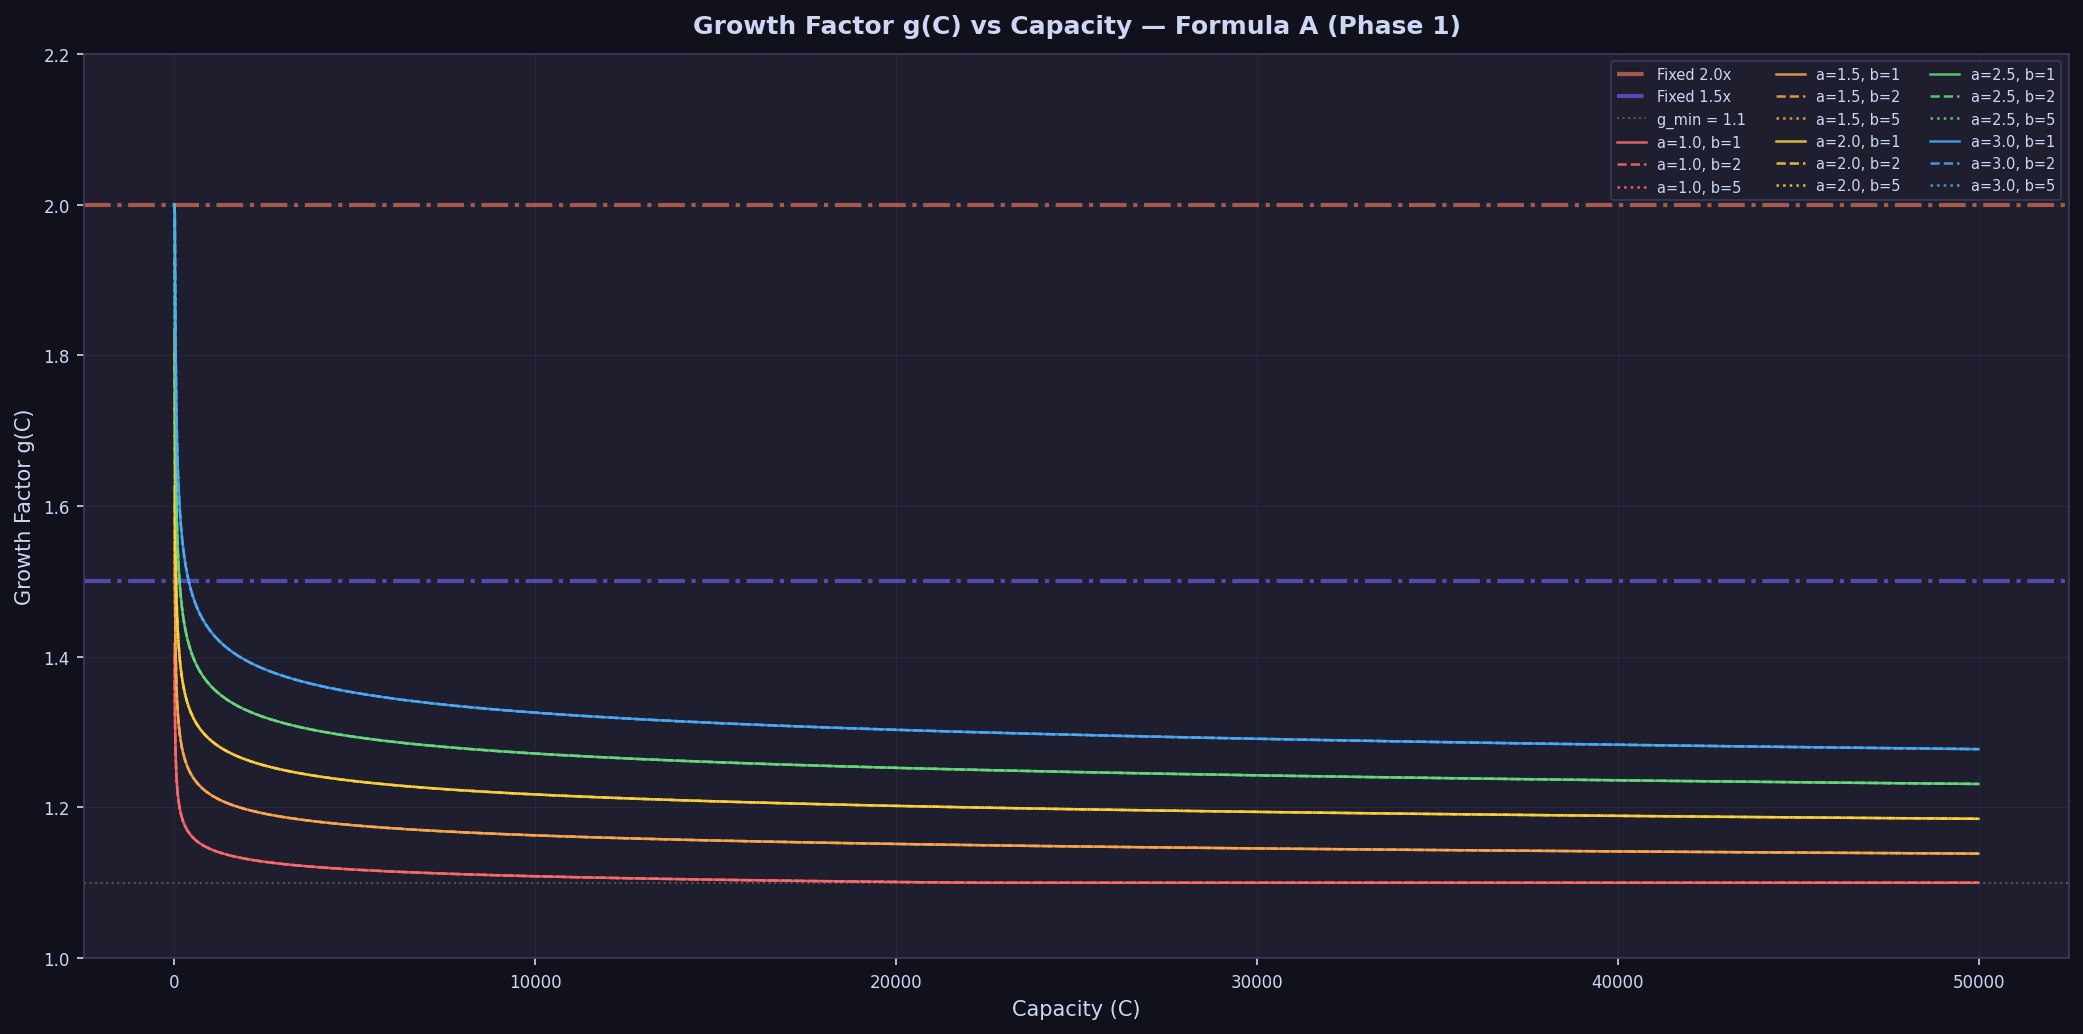 Growth Factor g(C) vs Capacity — Formula A (Phase 1)
2.2
2.0
1.8
1.6
1.4
1.2
1.0
Growth Factor g(C)
Fixed 2.0x
Fixed 1.5x
g_min = 1.1
a=1.0, b=1
a=1.0, b=2
a=1.0, b=5
a=1.5, b=1
a=1.5, b=2
a=1.5, b=5
a=2.0, b=1
a=2.0, b=2
a=2.0, b=5
a=2.5, b=1
a=2.5, b=2
a=2.5, b=5
a=3.0, b=1
a=3.0, b=2
a=3.0, b=5
0
10000
20000
30000
40000
50000
Capacity (C)